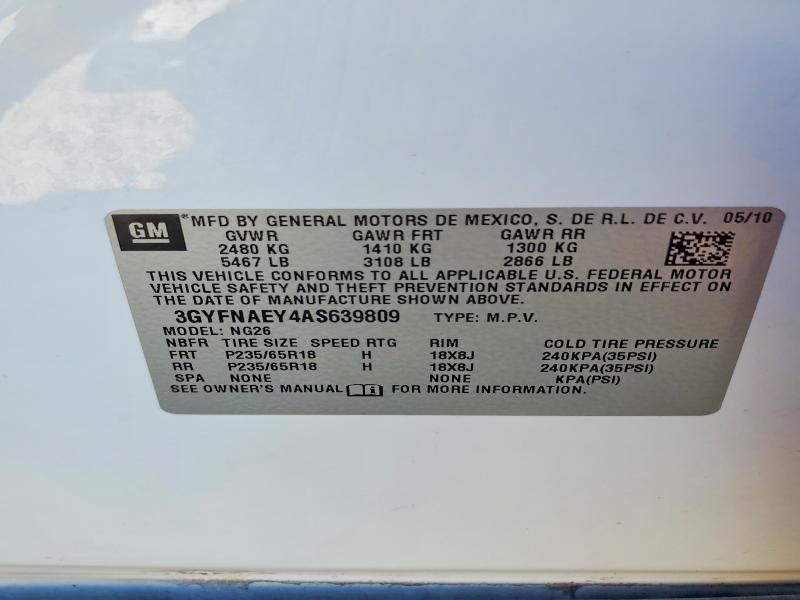 GM
MFD BY GENERAL MOTORS DE MEXICO, S. DE R.L. DE C.V. 05/10
GVWR GAWR FRT GAWR RR
2480 KG 1410 KG 1300 KG
5467 LB 3108 LB 2866 LB
THIS VEHICLE CONFORMS TO ALL APPLICABLE U.S. FEDERAL MOTOR
VEHICLE SAFETY AND THEFT PREVENTION STANDARDS IN EFFECT ON
THE DATE OF MANUFACTURE SHOWN ABOVE.
3GYFNAEY4AS639809 TYPE: M.P.V.
MODEL: NG26
NBFR TIRE SIZE SPEED RTG RIM COLD TIRE PRESSURE
FRT P235/65R18 H 18X8J 240KPA(35PSI)
RR P235/65R18 H 18X8J 240KPA(35PSI)
SPA NONE NONE KPA(PSI)
SEE OWNER'S MANUAL FOR MORE INFORMATION.